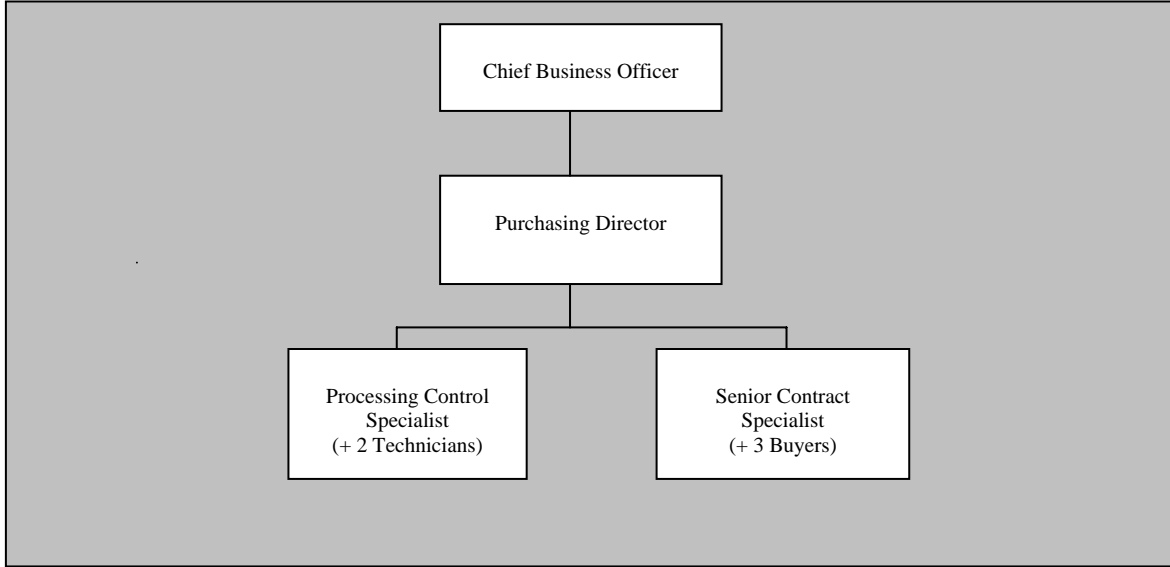 Chief Business Officer
Purchasing Director
Processing Control
Specialist
(+ 2 Technicians)
Senior Contract
Specialist
(+ 3 Buyers)